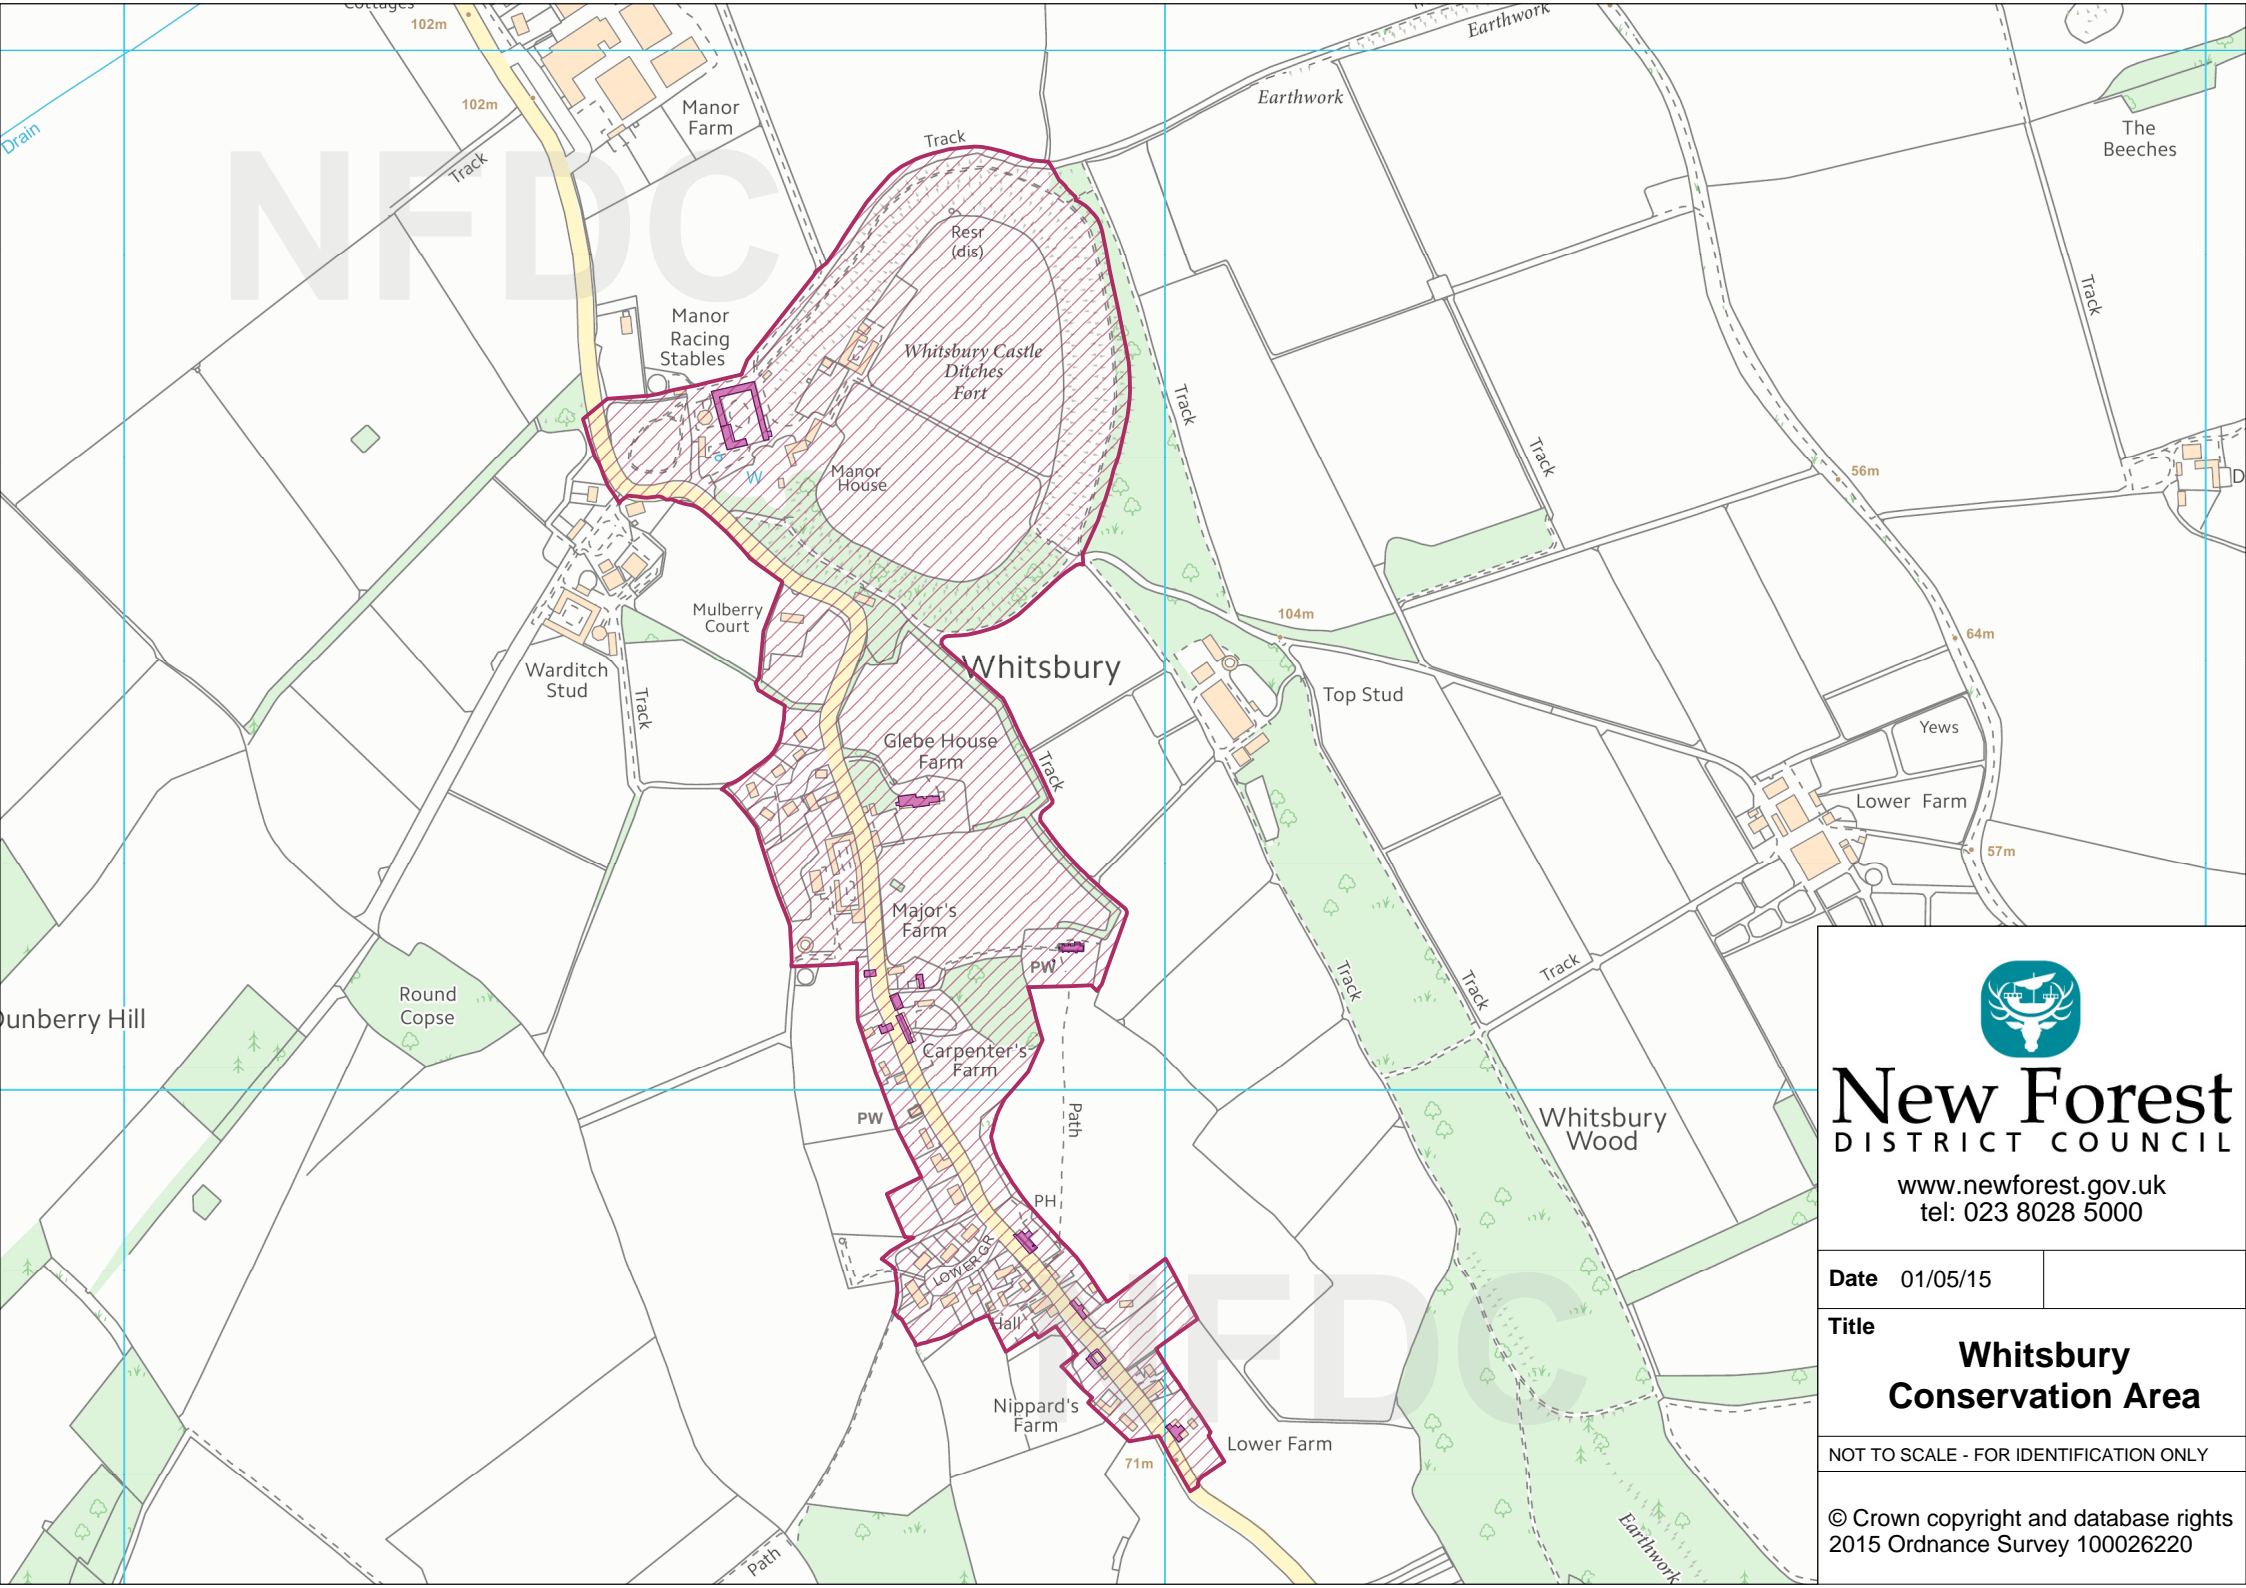 Cottages
102m
Earthwork
102m
Manor
Farm
Earthwork
Drain
Track
Track
The
Beeches
NFDC
Resr
(dis)
Track
Manor
Racing
Stables
Whitsbury Castle
Ditches
Fort
Track
Track
56m
Manor
House
W
D
Mulberry
Court
104m
64m
Whitsbury
Warditch
Stud
Track
Top Stud
Yews
Glebe House
Farm
Track
Lower Farm
57m
Major's
Farm
PW
Track
Track
Track
Round
Copse
Dunberry Hill
Carpenter's
Farm
PW
Path
Whitsbury
Wood
PH
LOWER GR
Hall
NFDC
Nippard's
Farm
Lower Farm
71m
Path
Earthwork
New Forest
DISTRICT COUNCIL
www.newforest.gov.uk
tel: 023 8028 5000
Date 01/05/15
Title
Whitsbury
Conservation Area
NOT TO SCALE - FOR IDENTIFICATION ONLY
© Crown copyright and database rights
2015 Ordnance Survey 100026220